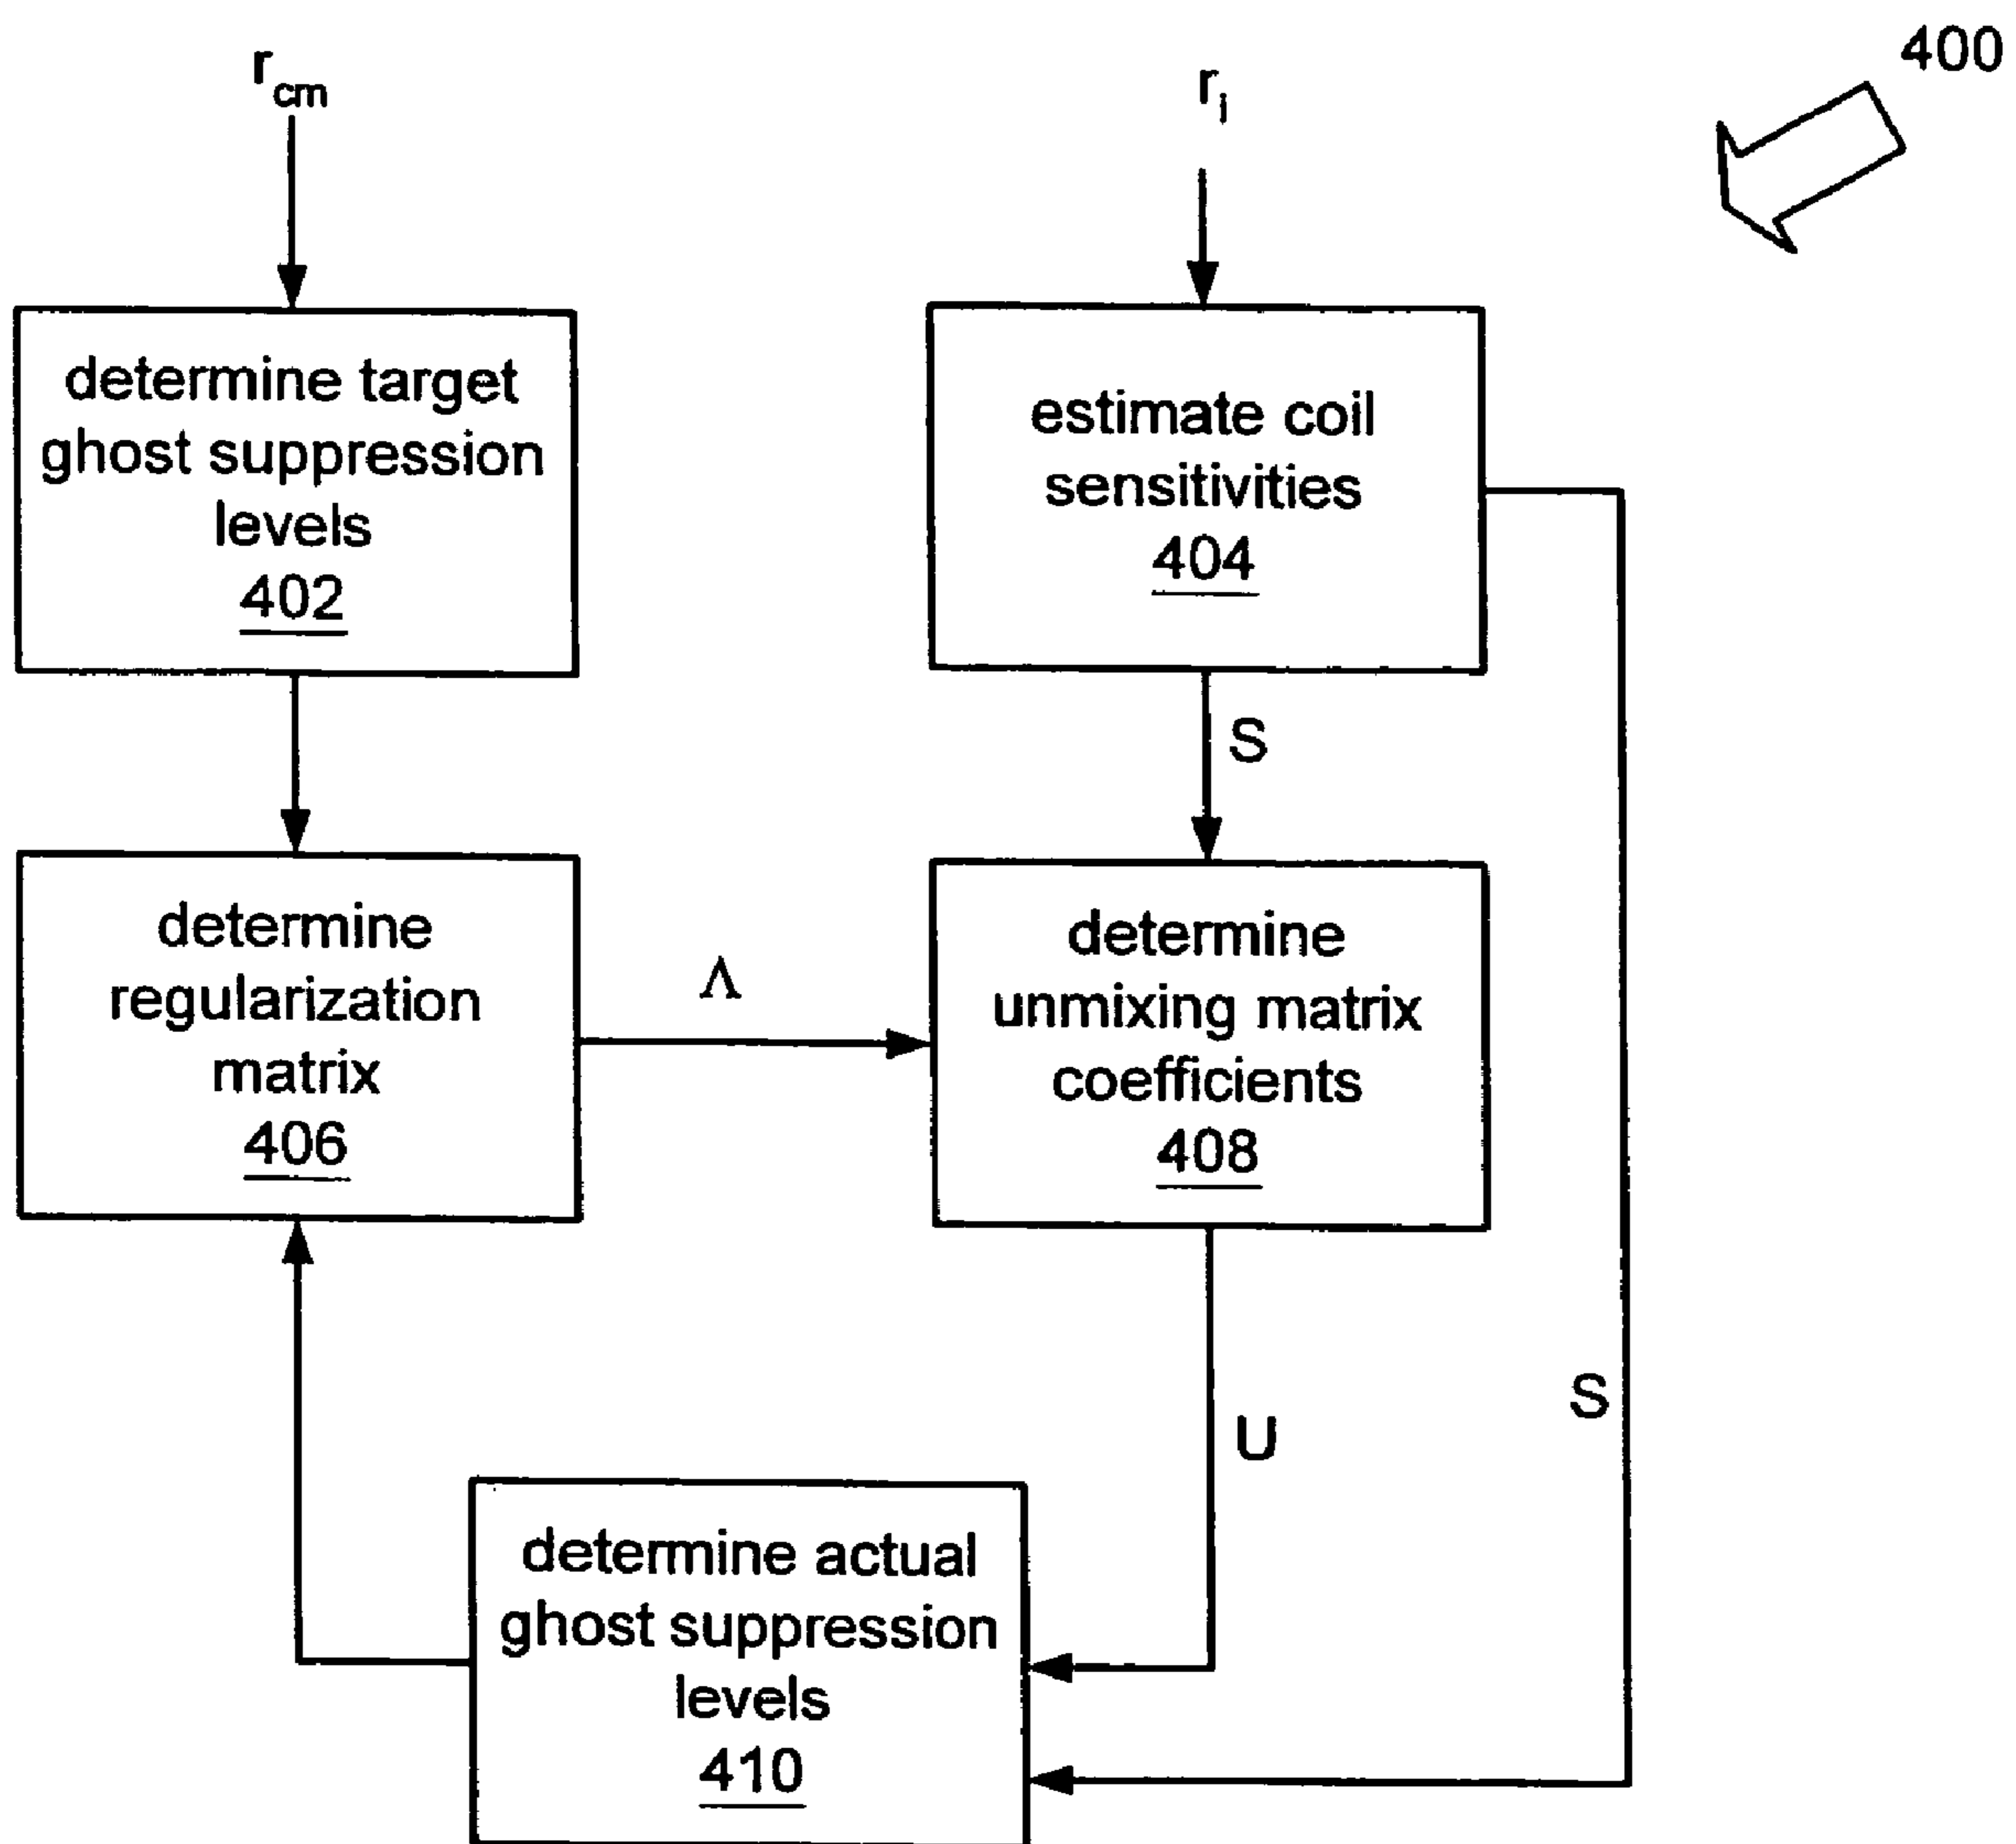 400
r_cm
r_i
determine target
ghost suppression
levels
402
estimate coil
sensitivities
404
S
determine
regularization
matrix
406
Λ
determine
unmixing matrix
coefficients
408
U
S
determine actual
ghost suppression
levels
410